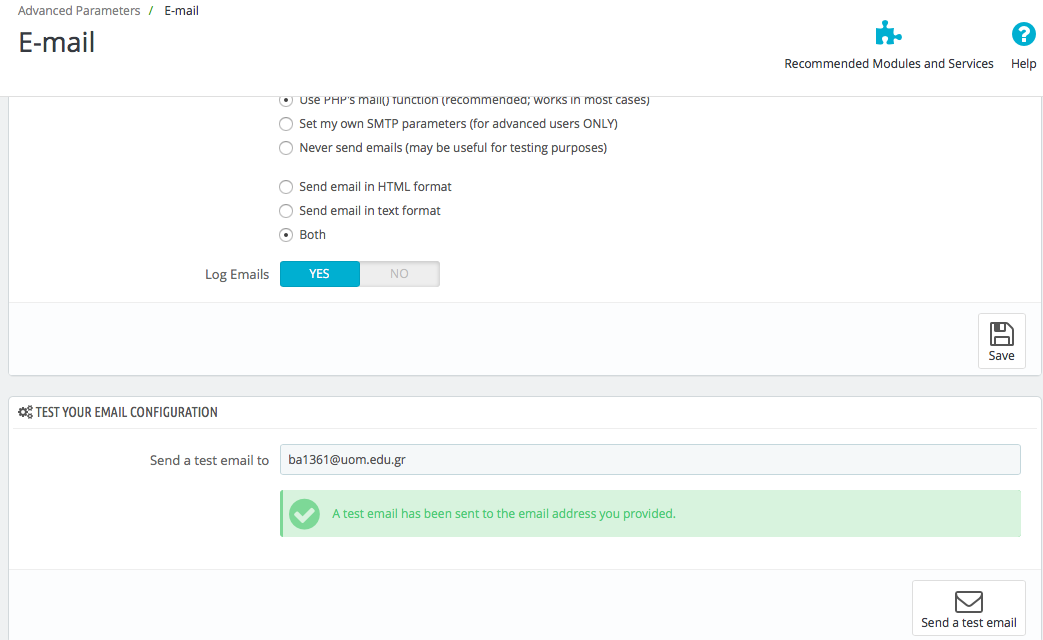 Advanced Parameters / E-mail
E-mail
Recommended Modules and Services
Help
Use PHP's mail() function (recommended; works in most cases)
Set my own SMTP parameters (for advanced users ONLY)
Never send emails (may be useful for testing purposes)
Send email in HTML format
Send email in text format
Both
Log Emails YES NO
Save
TEST YOUR EMAIL CONFIGURATION
Send a test email to ba1361@uom.edu.gr
A test email has been sent to the email address you provided.
Send a test email